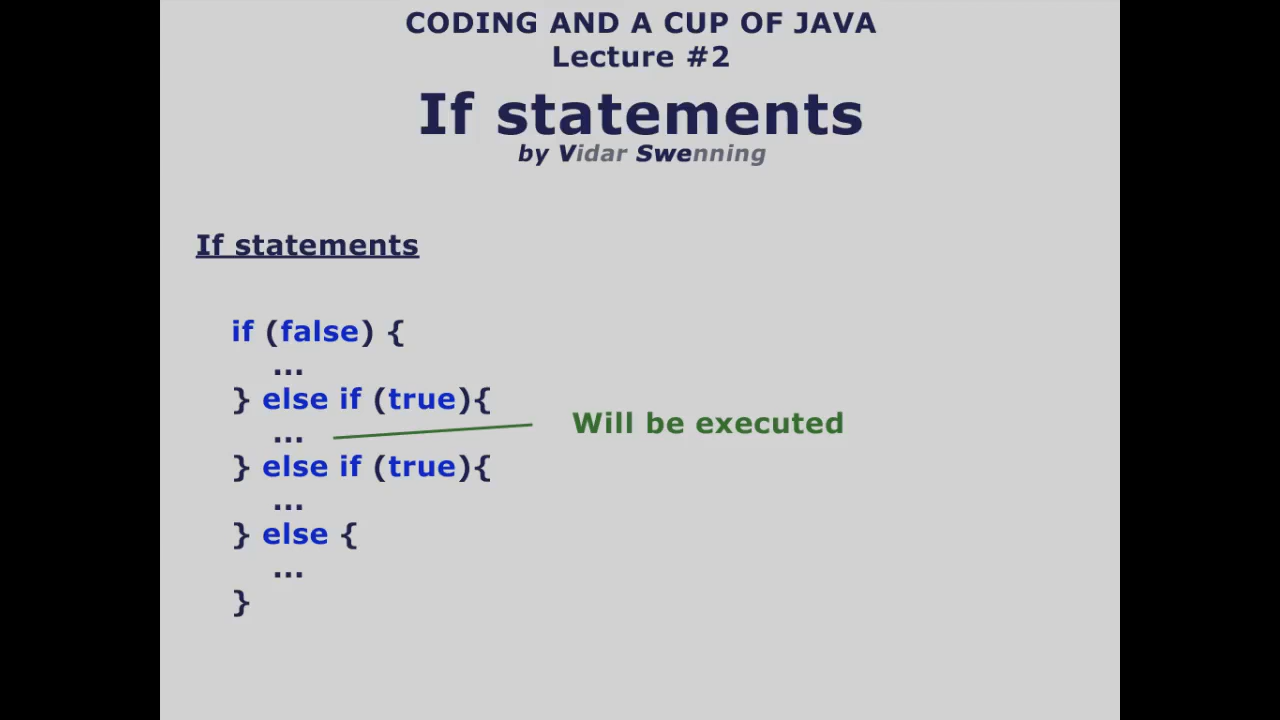 CODING AND A CUP OF JAVA
Lecture #2
If statements
by Vidar Swenning
If statements
if (false) {
...
} else if (true){
...
Will be executed
} else if (true){
...
} else {
...
}